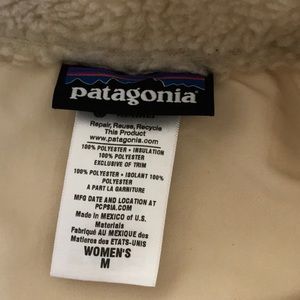 patagonia
Repair, Reuse, Recycle
This Product
www.patagonia.com
100% POLYESTER • INSULATION
100% POLYESTER
EXCLUSIVE OF TRIM
100% POLYESTER • ISOLANT 100%
POLYESTER
A PART LA GARNITURE
MFG DATE AND LOCATION AT
PCPSIA.COM
Made in MEXICO of U.S.
Materials
Fabriqué AU MEXIQUE des
Matieres des ETATS-UNIS
WOMEN'S
M